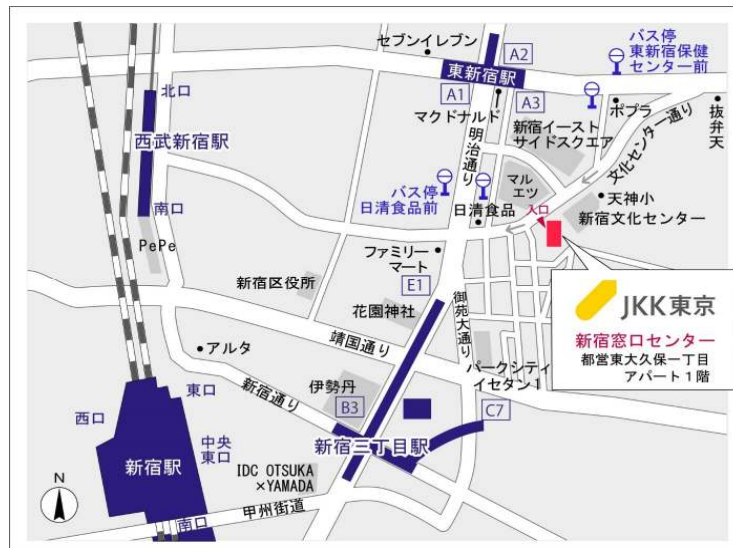 セブンイレブン
A2
バス停
東新宿保健
センター前
東新宿駅
北口
A1
A3
マクドナルド
ポプラ
抜弁天
西武新宿駅
明治通り
新宿イースト
サイドスクエア
文化センター通り
南口
バス停
日清食品前
マル
エツ
天神小
日清食品
入口
新宿文化センター
PePe
ファミリー
マート
新宿区役所
E1
JKK東京
花園神社
御苑大通り
新宿窓口センター
都営東大久保一丁目
アパート1階
靖国通り
アルタ
パークシティ
イセタン1
伊勢丹
新宿通り
東口
B3
C7
西口
中央
東口
新宿三丁目駅
新宿駅
IDC OTSUKA
×YAMADA
N
甲州街道
南口